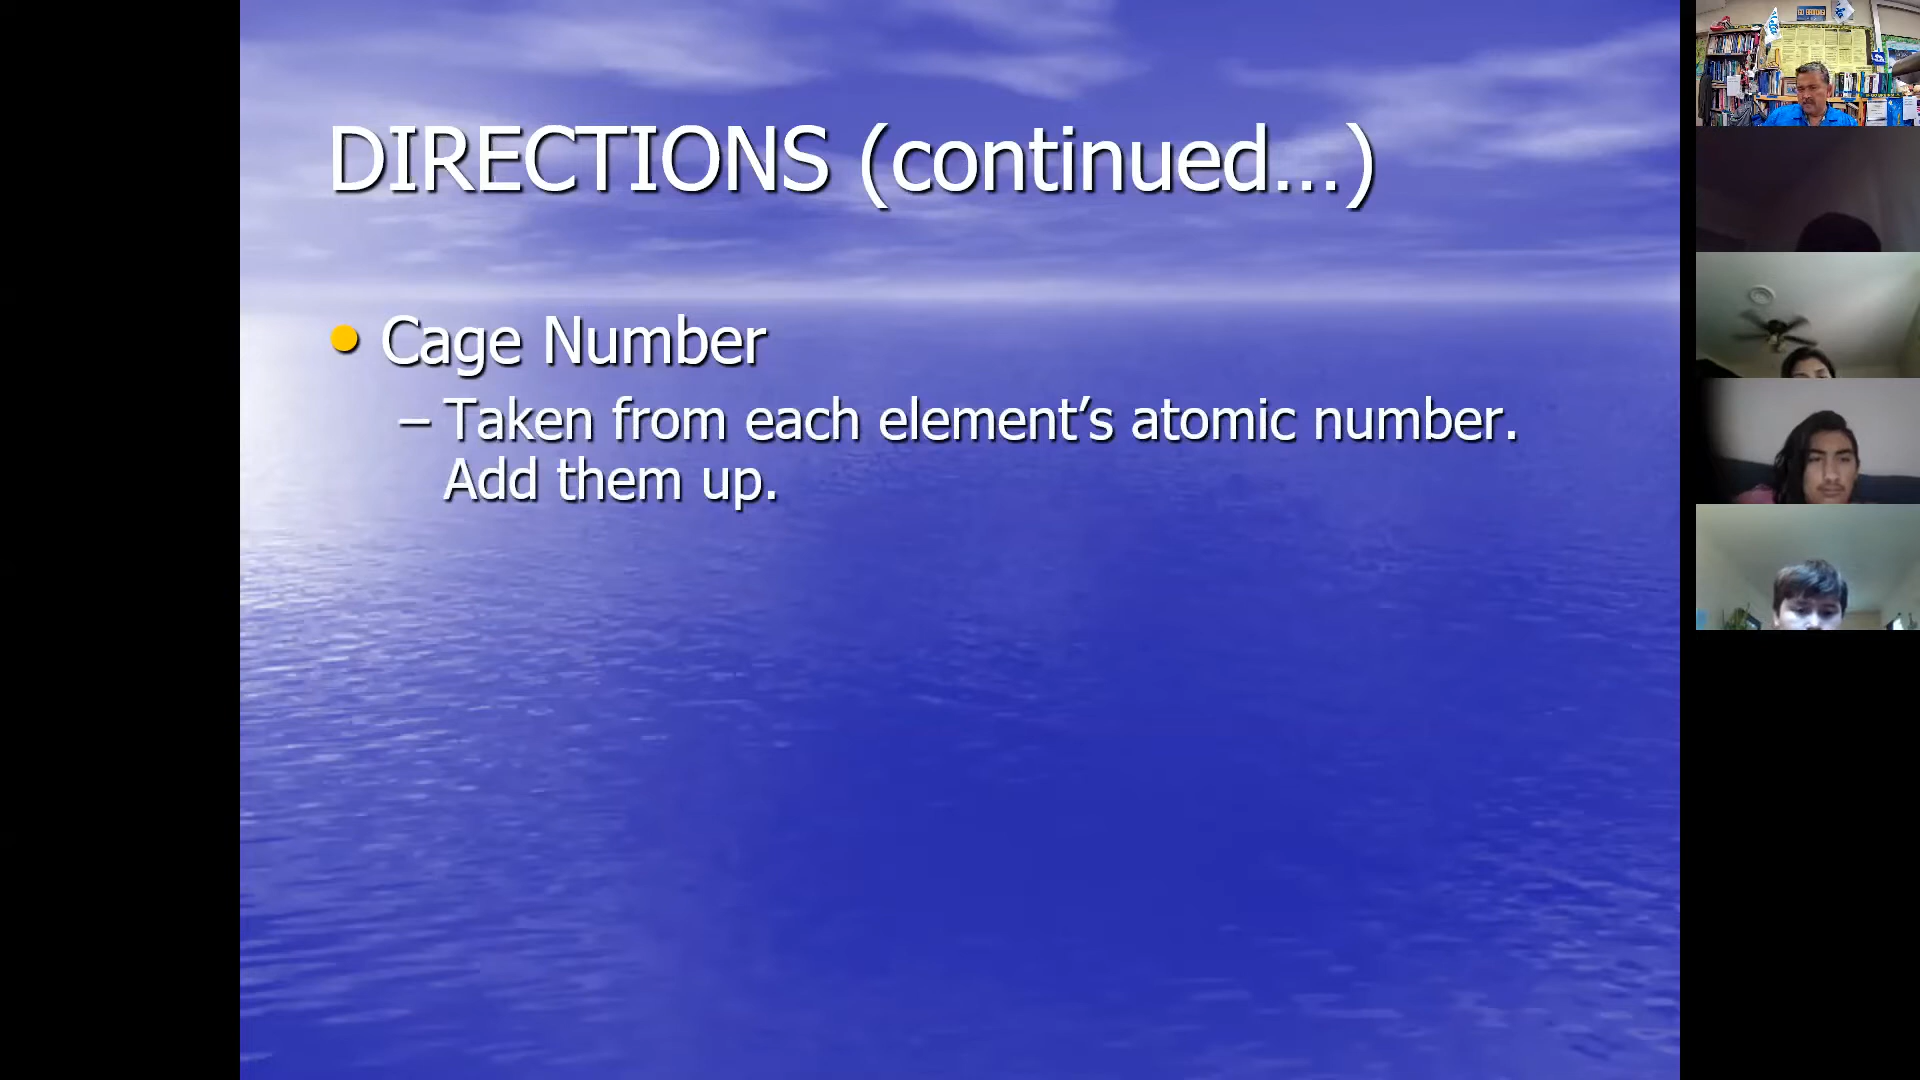 DIRECTIONS (continued…)
• Cage Number
– Taken from each element’s atomic number.
Add them up.